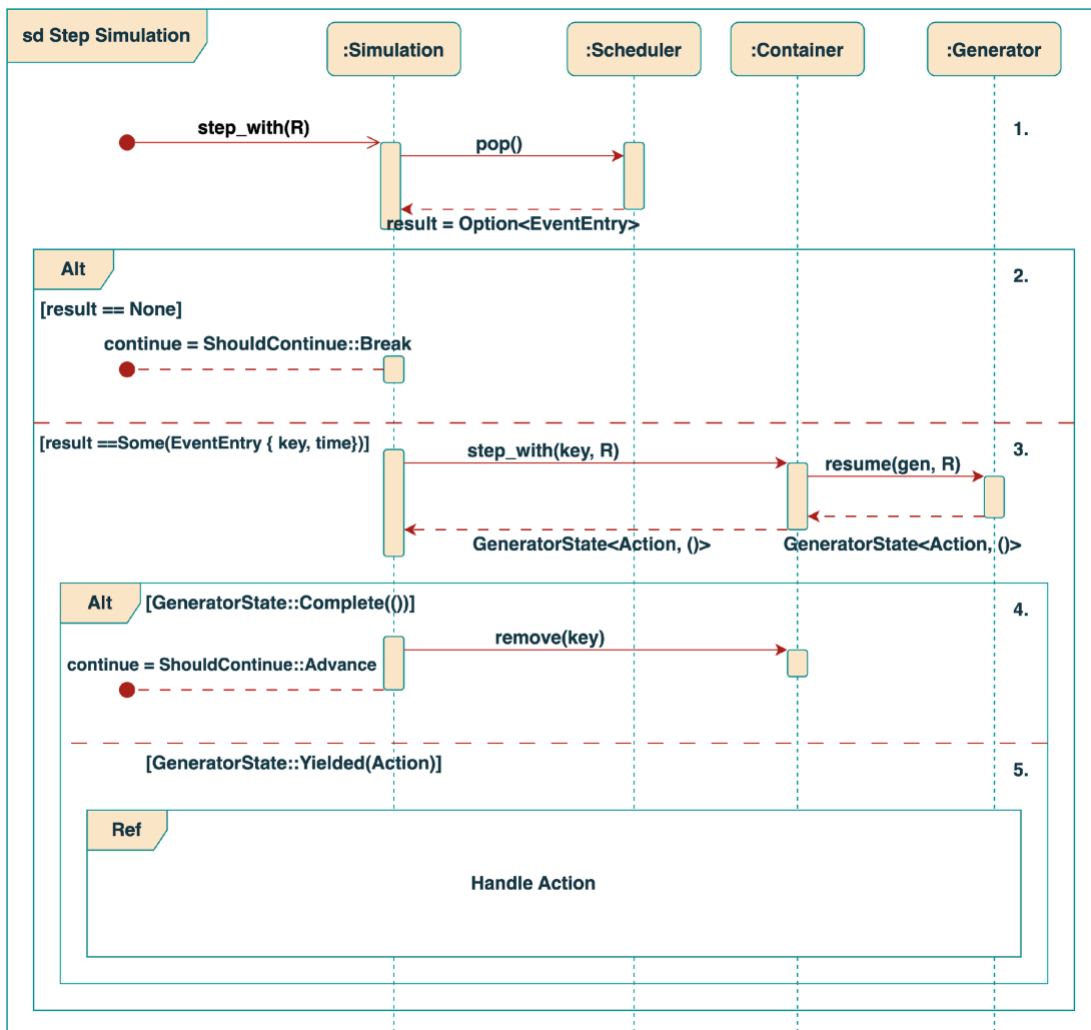 sd Step Simulation
:Simulation
:Scheduler
:Container
:Generator
step_with(R)
1.
pop()
result = Option<EventEntry>
Alt
2.
[result == None]
continue = ShouldContinue::Break
[result ==Some(EventEntry { key, time})]
3.
step_with(key, R)
resume(gen, R)
GeneratorState<Action, ()>
GeneratorState<Action, ()>
Alt
[GeneratorState::Complete(())]
4.
remove(key)
continue = ShouldContinue::Advance
[GeneratorState::Yielded(Action)]
5.
Ref
Handle Action